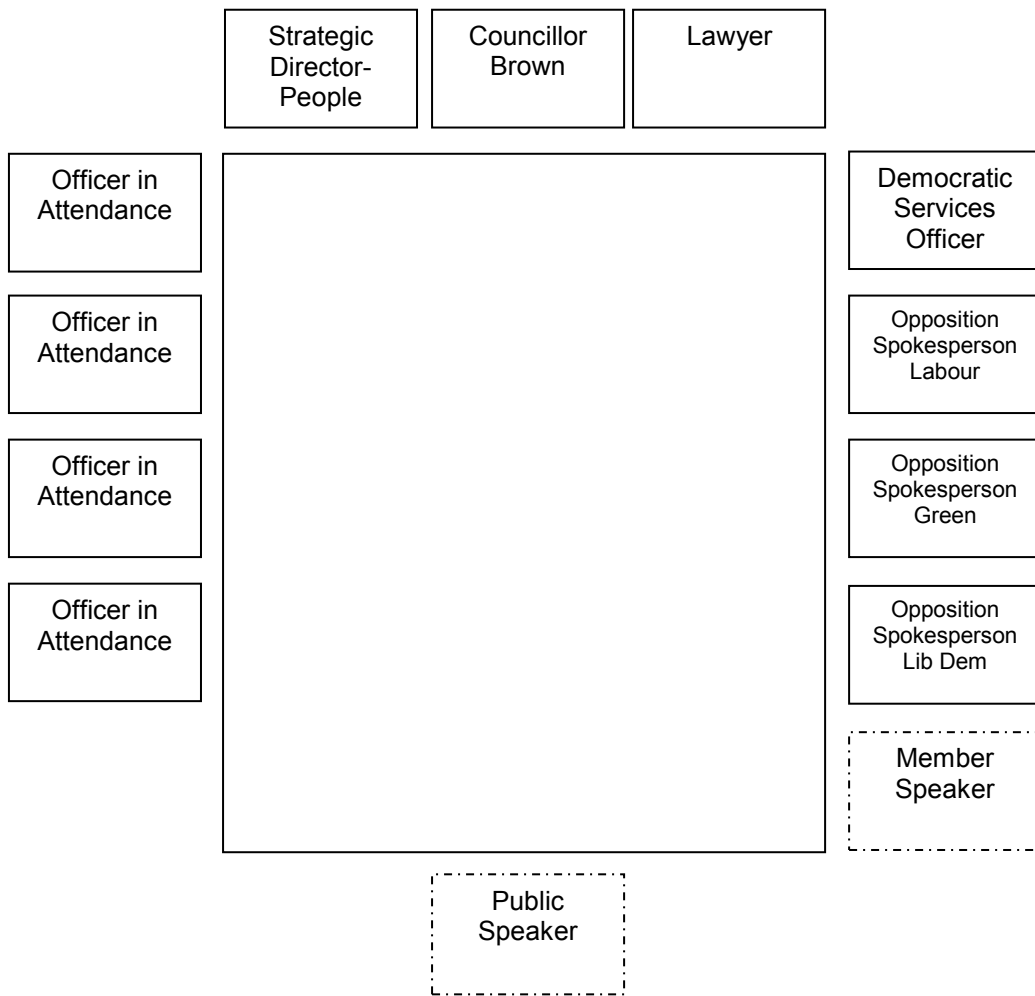 Strategic
Director-
People
Councillor
Brown
Lawyer
Officer in
Attendance
Democratic
Services
Officer
Officer in
Attendance
Opposition
Spokesperson
Labour
Officer in
Attendance
Opposition
Spokesperson
Green
Officer in
Attendance
Opposition
Spokesperson
Lib Dem
Member
Speaker
Public
Speaker